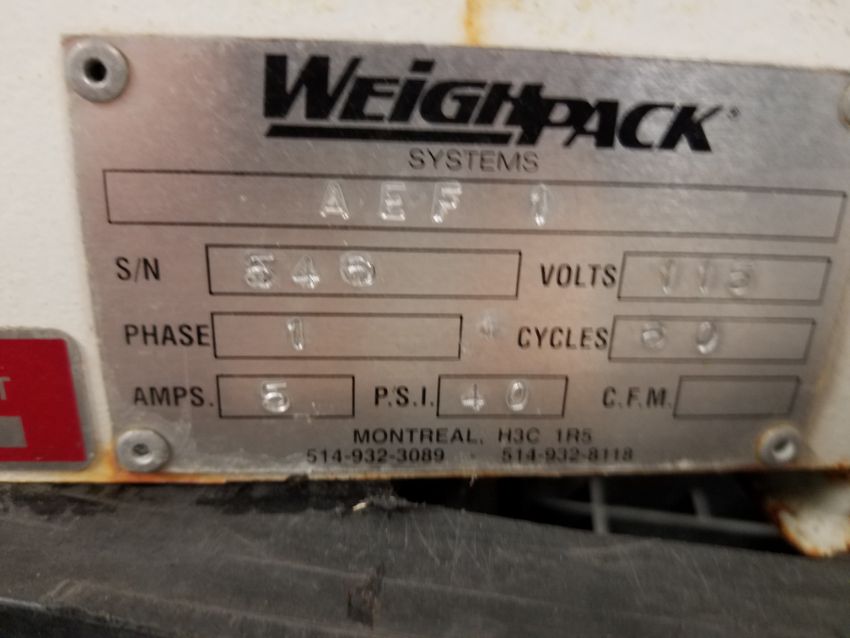 WEIGHPACK®
SYSTEMS
AEF 1
S/N 545 VOLTS 115
PHASE 1 CYCLES 60
AMPS. 5 P.S.I. 40 C.F.M.
T
MONTREAL, H3C 1R5
514-932-3089 · 514-932-8118